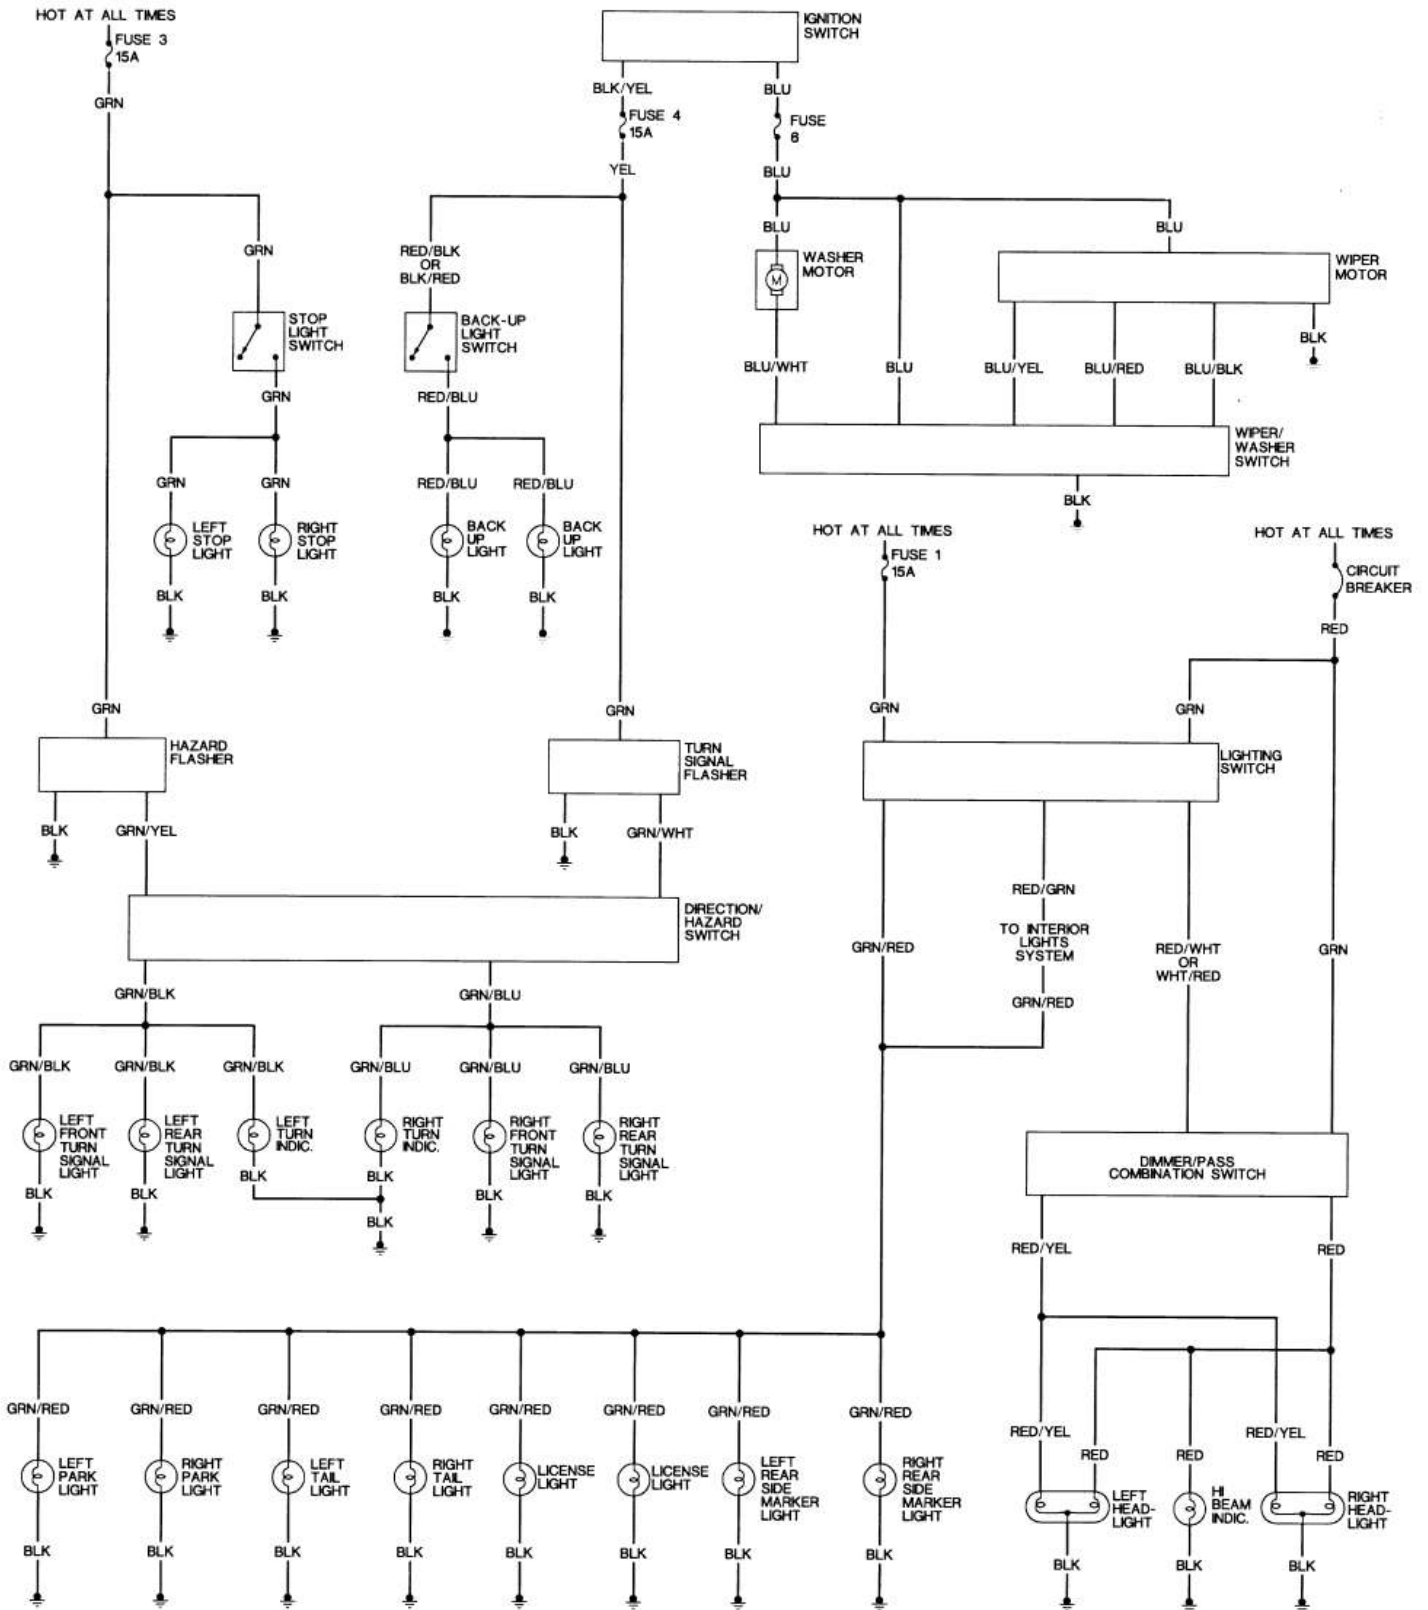 HOT AT ALL TIMES
FUSE 3
15A
GRN
IGNITION
SWITCH
BLK/YEL
BLU
FUSE 4
15A
FUSE
6
YEL
BLU
GRN
RED/BLK
OR
BLK/RED
BLU
BLU
WASHER
MOTOR
M
WIPER
MOTOR
STOP
LIGHT
SWITCH
BACK-UP
LIGHT
SWITCH
BLK
BLU/WHT
BLU
BLU/YEL
BLU/RED
BLU/BLK
GRN
RED/BLU
WIPER/
WASHER
SWITCH
GRN
GRN
RED/BLU
RED/BLU
BLK
LEFT
STOP
LIGHT
RIGHT
STOP
LIGHT
BACK
UP
LIGHT
BACK
UP
LIGHT
HOT AT ALL TIMES
HOT AT ALL TIMES
FUSE 1
15A
CIRCUIT
BREAKER
BLK
BLK
BLK
BLK
RED
GRN
GRN
GRN
GRN
HAZARD
FLASHER
TURN
SIGNAL
FLASHER
LIGHTING
SWITCH
BLK
GRN/YEL
BLK
GRN/WHT
RED/GRN
DIRECTION/
HAZARD
SWITCH
TO INTERIOR
LIGHTS
SYSTEM
GRN/RED
RED/WHT
OR
WHT/RED
GRN
GRN/BLK
GRN/BLU
GRN/RED
GRN/BLK
GRN/BLK
GRN/BLK
GRN/BLU
GRN/BLU
GRN/BLU
LEFT
FRONT
TURN
SIGNAL
LIGHT
LEFT
REAR
TURN
SIGNAL
LIGHT
LEFT
TURN
INDIC.
RIGHT
TURN
INDIC.
RIGHT
FRONT
TURN
SIGNAL
LIGHT
RIGHT
REAR
TURN
SIGNAL
LIGHT
DIMMER/PASS
COMBINATION SWITCH
BLK
BLK
BLK
BLK
BLK
BLK
BLK
RED/YEL
RED
GRN/RED
GRN/RED
GRN/RED
GRN/RED
GRN/RED
GRN/RED
GRN/RED
GRN/RED
RED/YEL
RED
RED
RED/YEL
RED
LEFT
PARK
LIGHT
RIGHT
PARK
LIGHT
LEFT
TAIL
LIGHT
RIGHT
TAIL
LIGHT
LICENSE
LIGHT
LICENSE
LIGHT
LEFT
REAR
SIDE
MARKER
LIGHT
RIGHT
REAR
SIDE
MARKER
LIGHT
LEFT
HEAD-
LIGHT
HI
BEAM
INDIC.
RIGHT
HEAD-
LIGHT
BLK
BLK
BLK
BLK
BLK
BLK
BLK
BLK
BLK
BLK
BLK